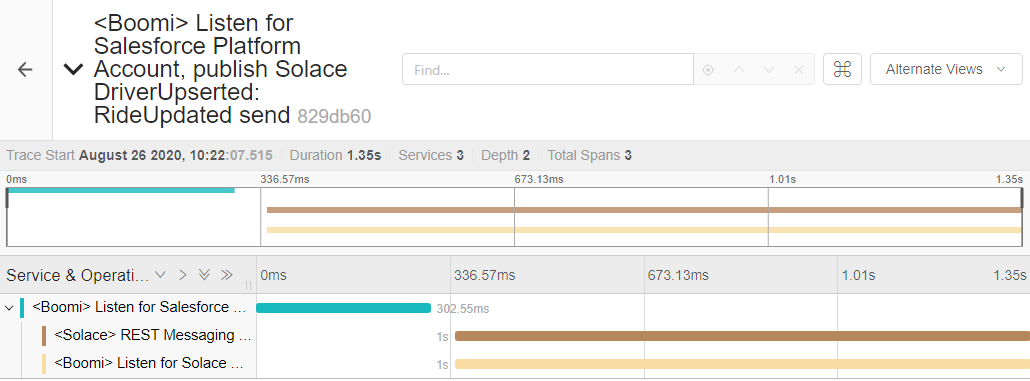 <Boomi> Listen for
Salesforce Platform
Account, publish Solace
DriverUpserted:
RideUpdated send 829db60
Find...
⌘
Alternate Views
Trace Start August 26 2020, 10:22:07.515 Duration 1.35s Services 3 Depth 2 Total Spans 3
0ms 336.57ms 673.13ms 1.01s 1.35s
Service & Operati... 0ms 336.57ms 673.13ms 1.01s 1.35s
<Boomi> Listen for Salesforce ... 302.55ms
<Solace> REST Messaging ... 1s
<Boomi> Listen for Solace ... 1s